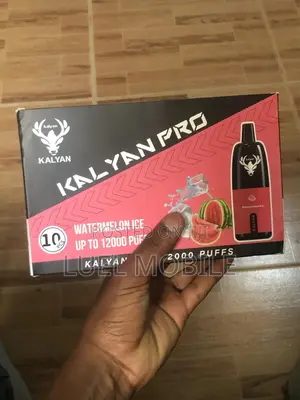 KALYAN
KALYAN PRO
WATERMELON ICE
UP TO 12000 PUFFS
10
KALYAN
2000 PUFFS
KALYAN
LUEL MOBILE